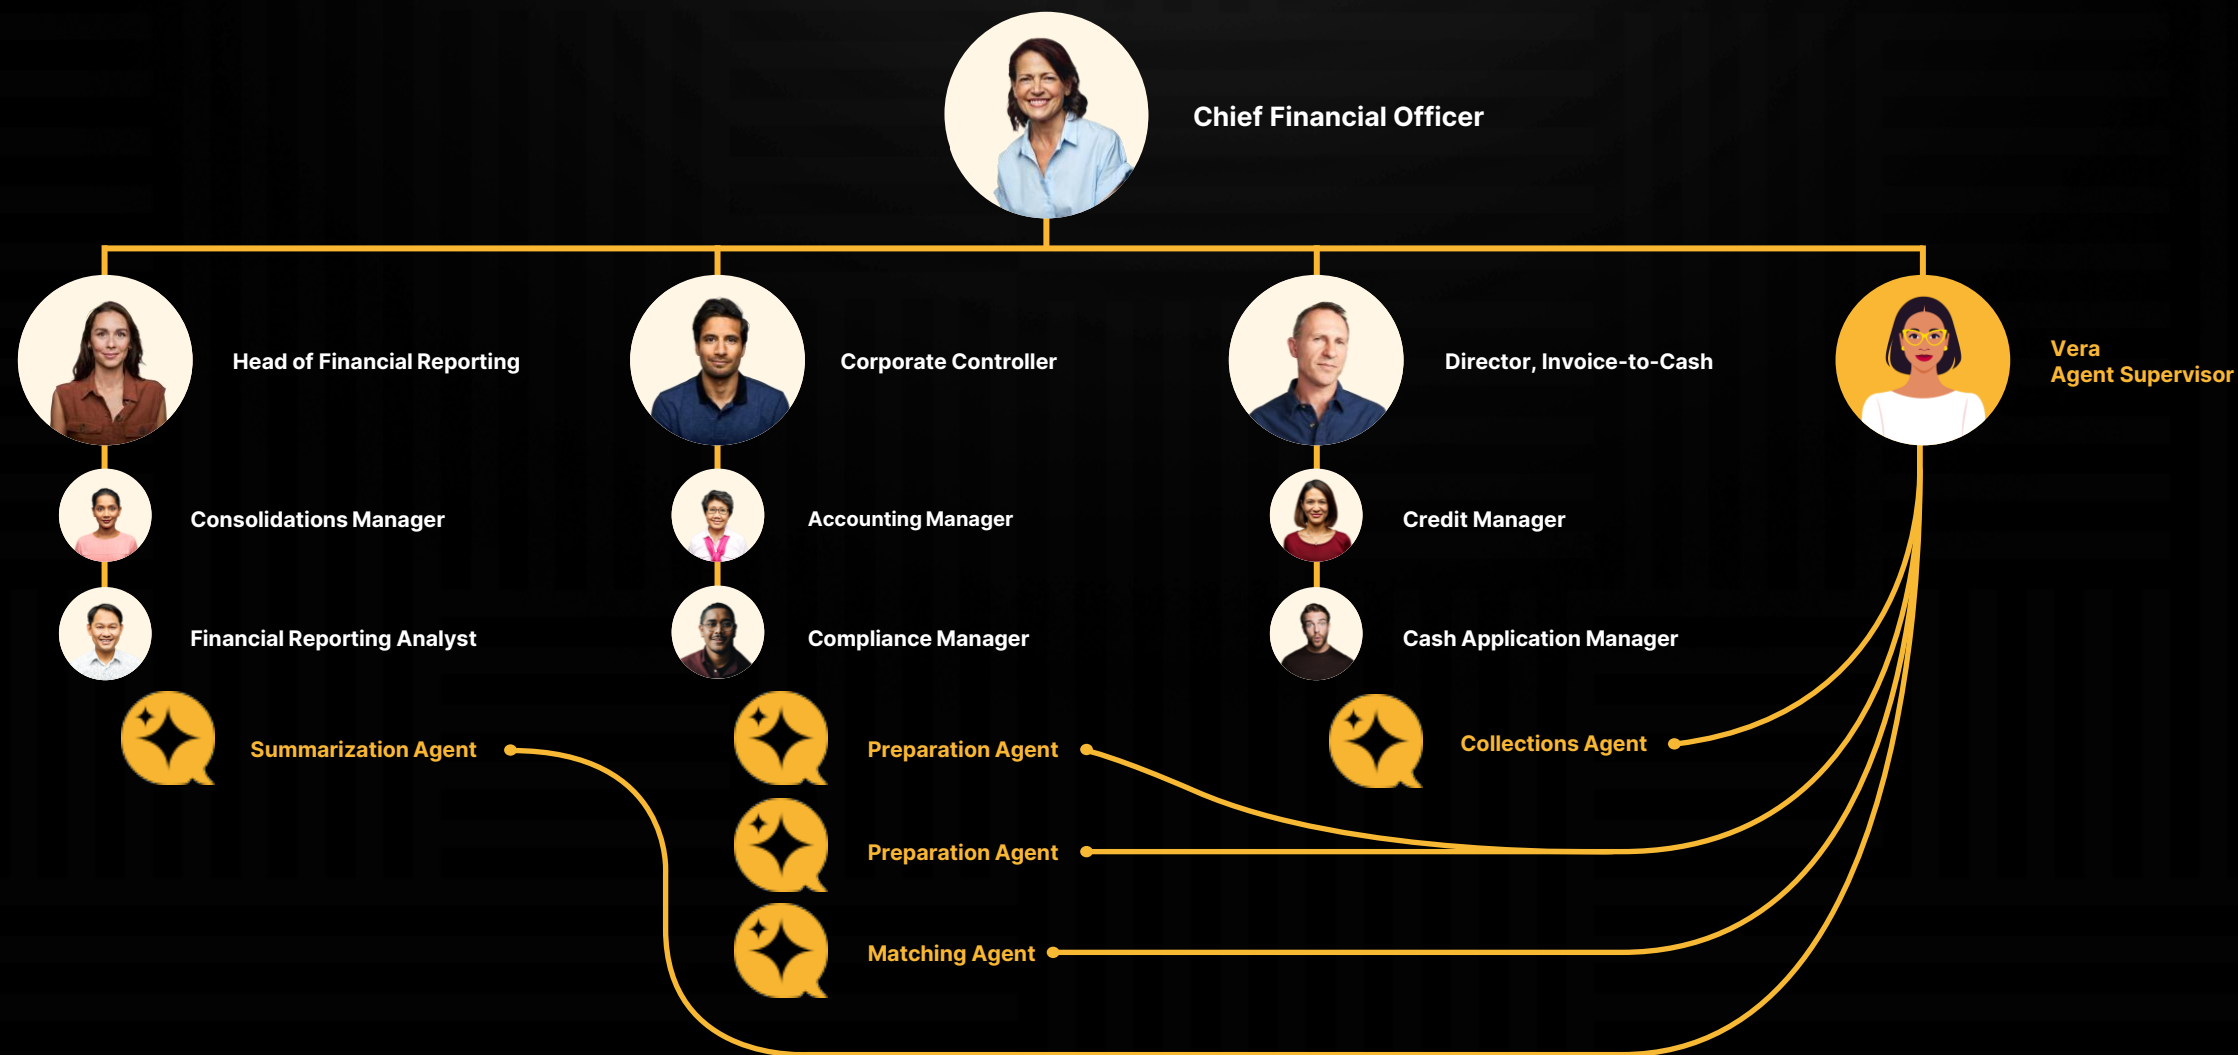 Chief Financial Officer
Head of Financial Reporting
Corporate Controller
Director, Invoice-to-Cash
Vera
Agent Supervisor
Consolidations Manager
Accounting Manager
Credit Manager
Financial Reporting Analyst
Compliance Manager
Cash Application Manager
Summarization Agent
Preparation Agent
Collections Agent
Preparation Agent
Matching Agent